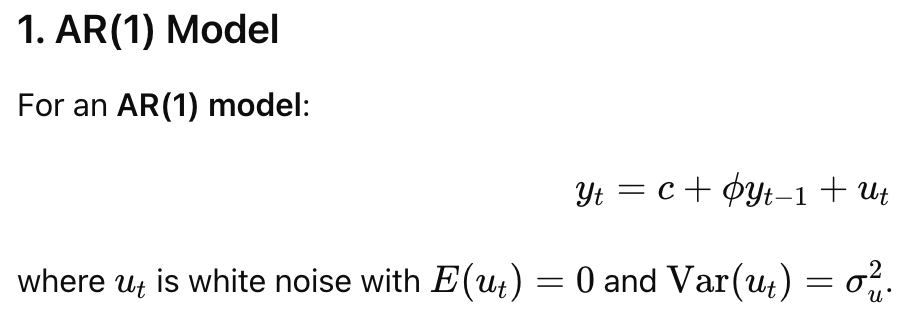 1. AR(1) Model
For an AR(1) model:
y_t = c + ϕy_{t−1} + u_t
where u_t is white noise with E(u_t) = 0 and Var(u_t) = σ_u^2.